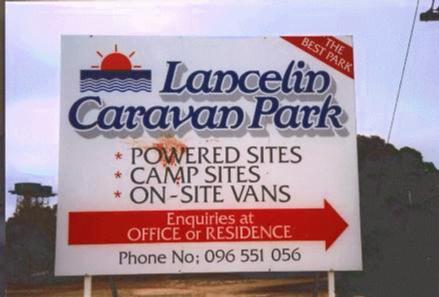 THE
BEST PARK
Lancelin
Caravan Park
* POWERED SITES
* CAMP SITES
* ON-SITE VANS
Enquiries at
OFFICE or RESIDENCE
Phone No; 096 551 056